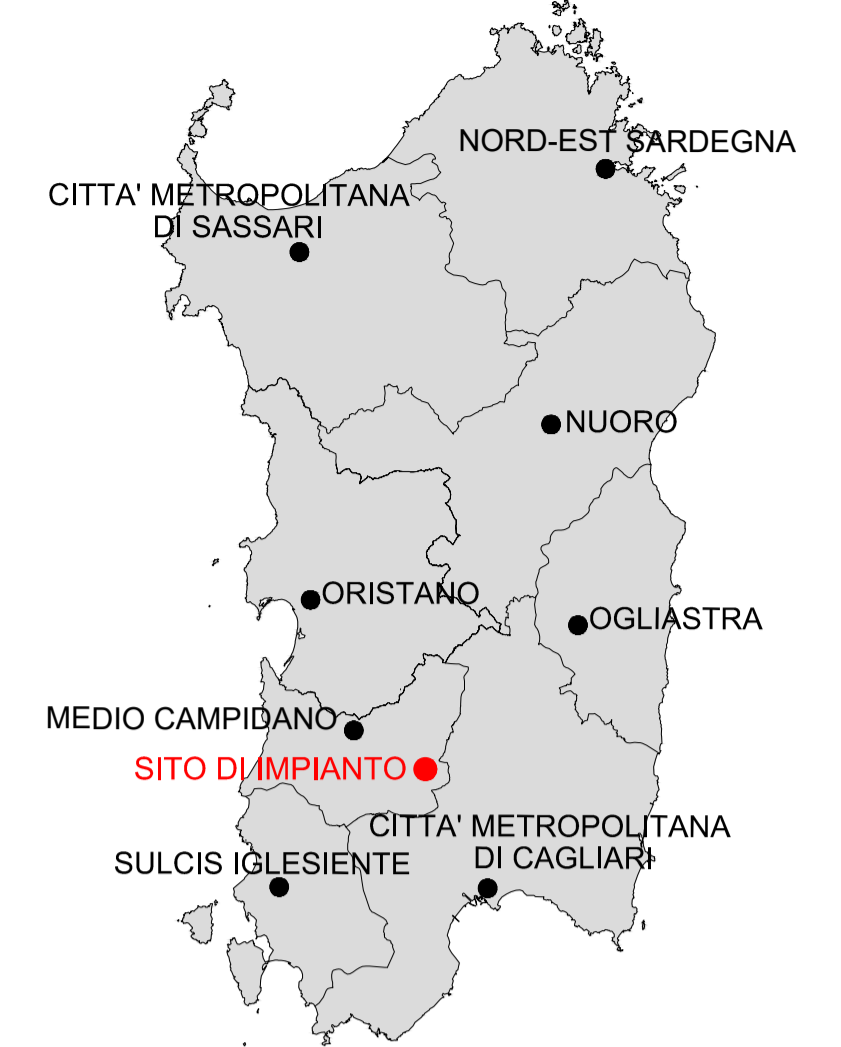 NORD-EST SARDEGNA
CITTA' METROPOLITANA
DI SASSARI
NUORO
ORISTANO
OGLIASTRA
MEDIO CAMPIDANO
SITO DI IMPIANTO
CITTA' METROPOLITANA
DI CAGLIARI
SULCIS IGLESIENTE